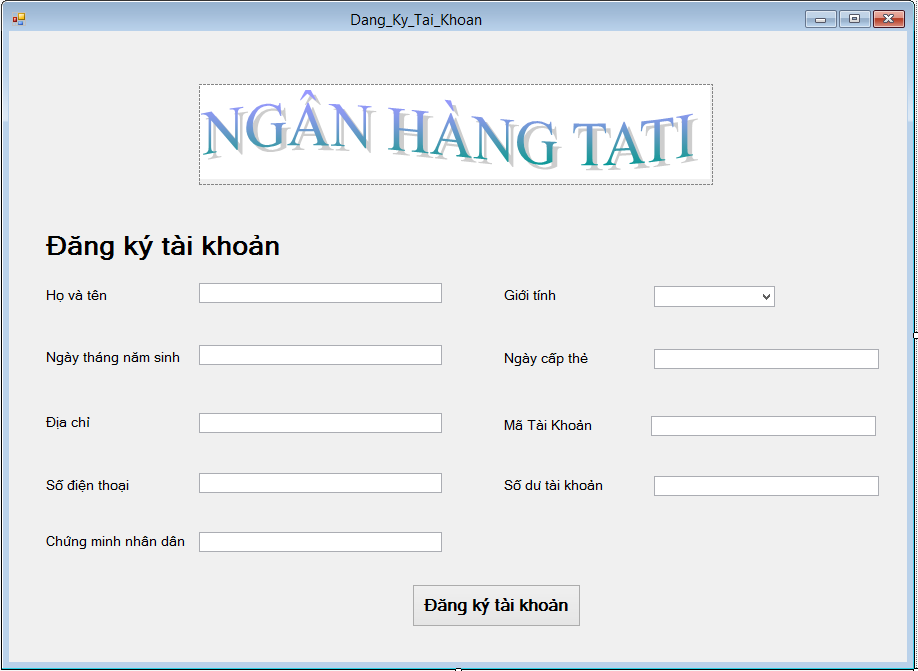 Dang_Ky_Tai_Khoan
NGÂN HÀNG TATI
Đăng ký tài khoản
Họ và tên
Giới tính
Ngày tháng năm sinh
Ngày cấp thẻ
Địa chỉ
Mã Tài Khoản
Số điện thoại
Số dư tài khoản
Chứng minh nhân dân
Đăng ký tài khoản